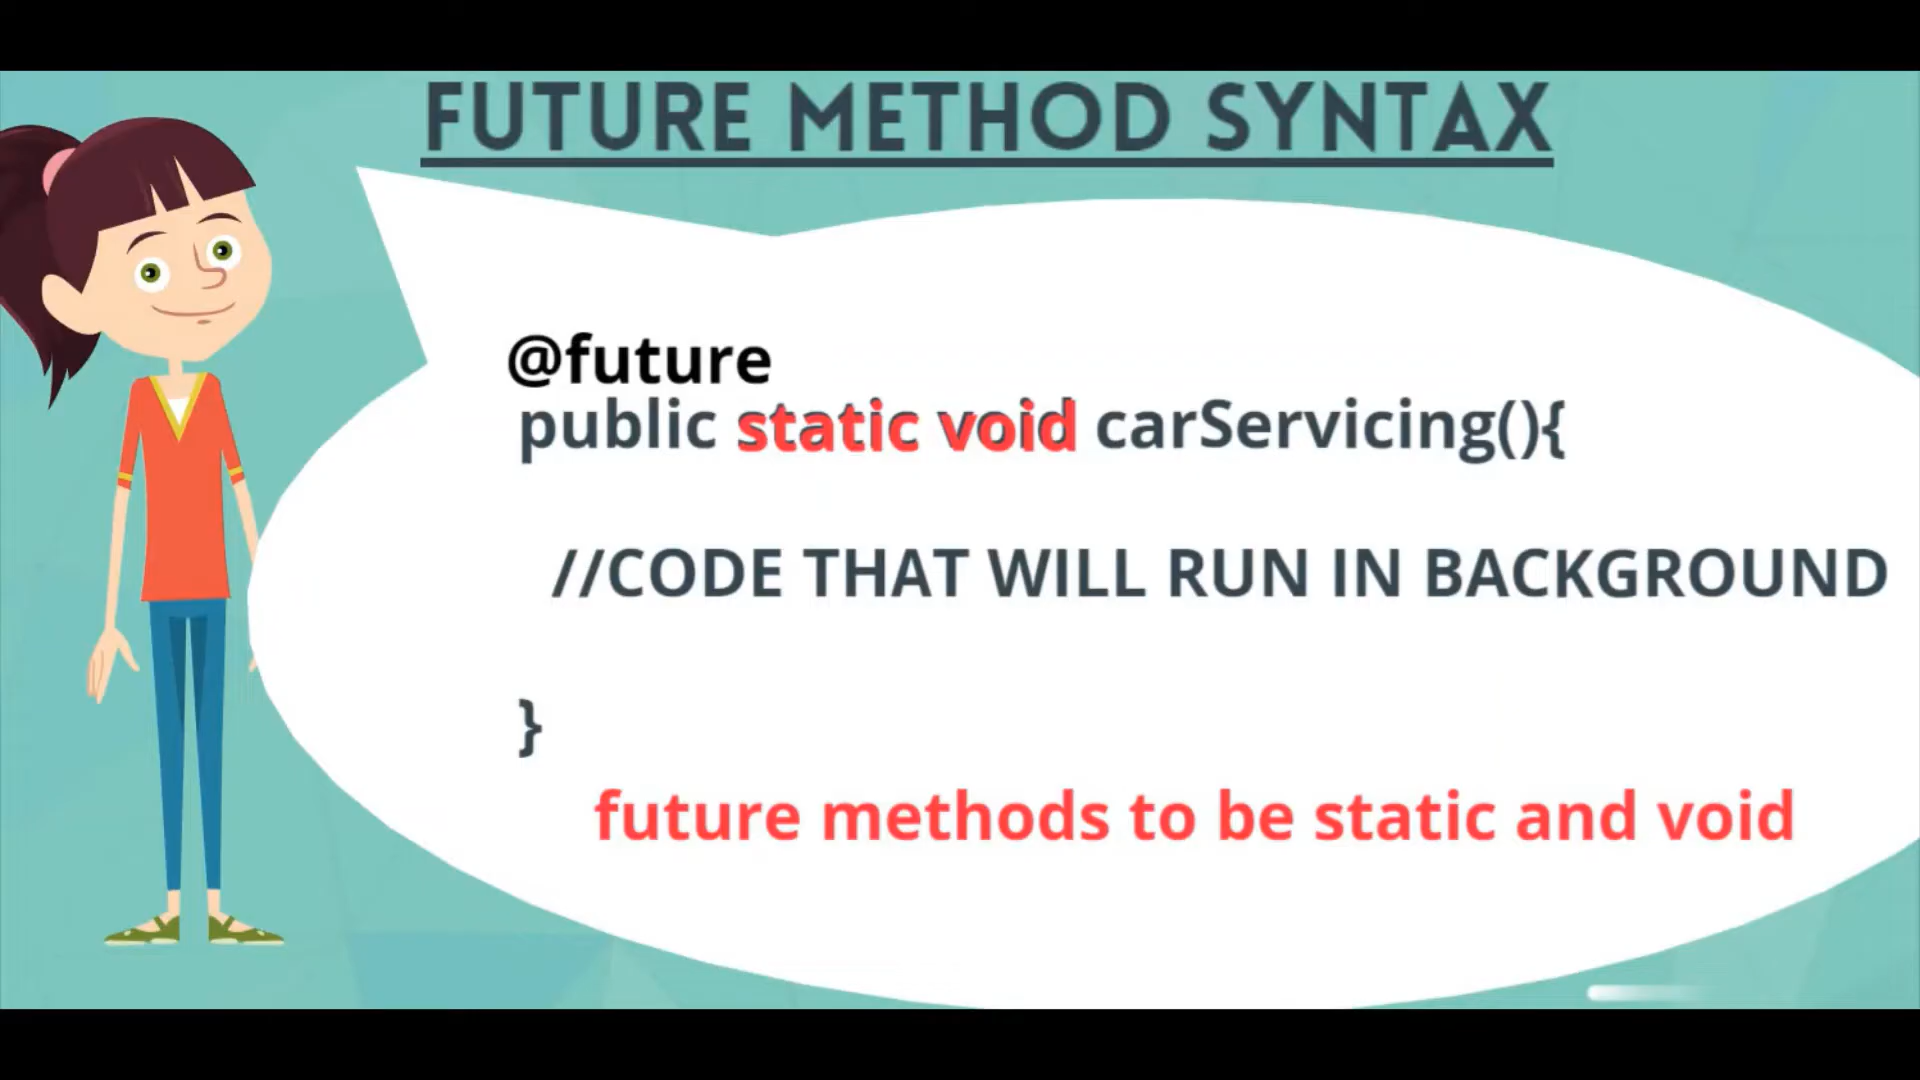 FUTURE METHOD SYNTAX
@future
public static void carServicing(){
//CODE THAT WILL RUN IN BACKGROUND
}
future methods to be static and void